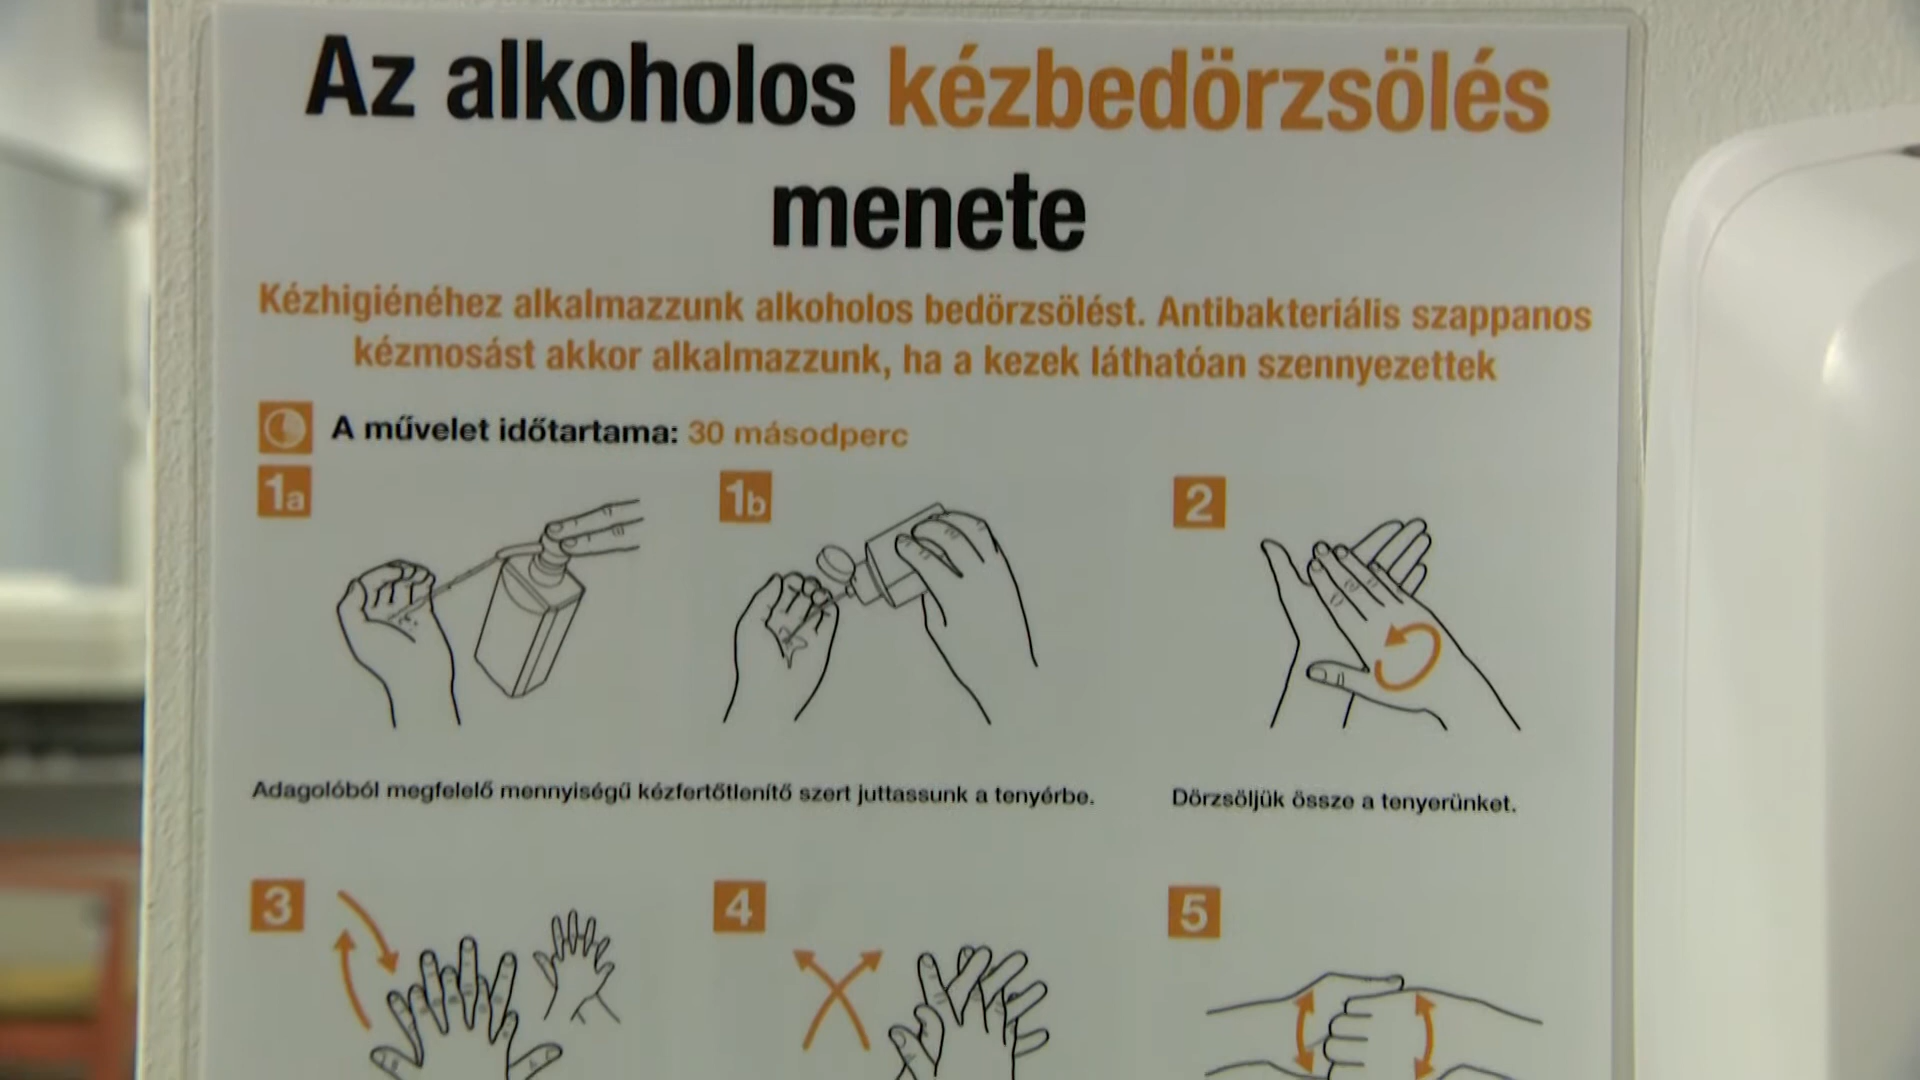 Az alkoholos kézbedörzsölés
menete
Kézhigiénéhez alkalmazzunk alkoholos bedörzsölést. Antibakteriális szappanos
kézmosást akkor alkalmazzunk, ha a kezek láthatóan szennyezettek
A művelet időtartama: 30 másodperc
1a
1b
2
Adagolóból megfelelő mennyiségű kézfertőtlenítő szert juttassunk a tenyérbe.
Dörzsöljük össze a tenyerünket.
3
4
5